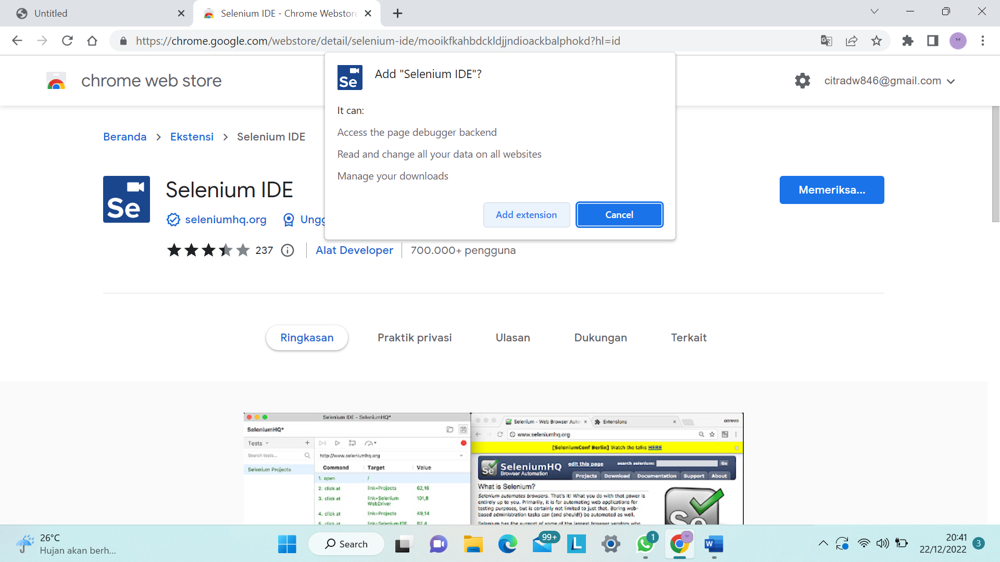 Untitled
Selenium IDE - Chrome Webstore
https://chrome.google.com/webstore/detail/selenium-ide/mooikfkahbdckldjjndioackbalphokd?hl=id
chrome web store
citradw846@gmail.com
Se
Add "Selenium IDE"?
It can:
Access the page debugger backend
Read and change all your data on all websites
Manage your downloads
Add extension
Cancel
Beranda
Ekstensi
Selenium IDE
Se
Selenium IDE
Memeriksa...
seleniumhq.org
Ungg
237
Alat Developer
700.000+ pengguna
Ringkasan
Praktik privasi
Ulasan
Dukungan
Terkait
Selenium IDE - SeleniumHQ*
SeleniumHQ*
Tests
Search tests...
Selenium Projects
http://www.seleniumhq.org
Command Target Value
1. open /
2. click at link=Projects 62,16
3. click at link=Selenium WebDriver 101,8
4. click at link=Projects 49,14
5. click at link=Selenium IDE 82,4
Selenium - Web Browser Auto
Extensions
www.seleniumhq.org
[SeleniumConf Berlin] Watch the talks HERE
Se
SeleniumHQ
Browser Automation
edit this page
search selenium:
Go
Projects
Download
Documentation
Support
About
What is Selenium?
Selenium automates browsers. That's it! What you do with that power is
entirely up to you. Primarily, it is for automating web applications for
testing purposes, but is certainly not limited to just that. Boring web-
based administration tasks can (and should!) be automated as well.
Selenium has the support of some of the largest browser vendors who
Se
26°C
Hujan akan berh...
Search
99+
L
1
W
20:41
22/12/2022
3